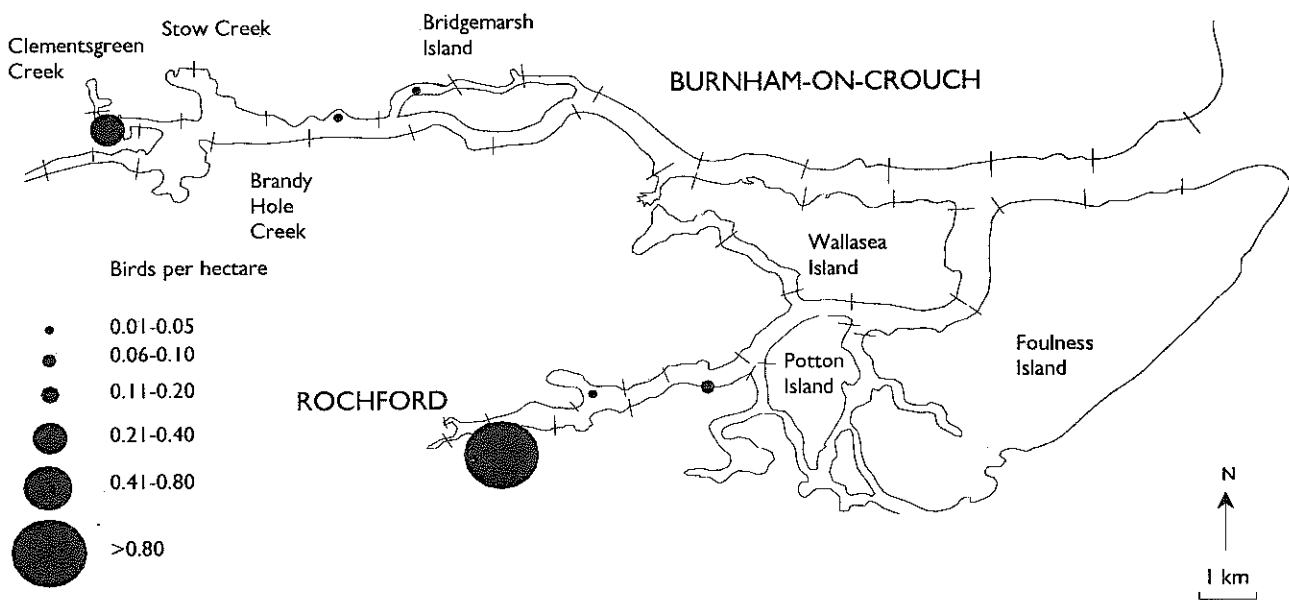 Clementsgreen
Creek
Stow Creek
Bridgemarsh
Island
BURNHAM-ON-CROUCH
Brandy
Hole
Creek
Wallasea
Island
Potton
Island
Foulness
Island
ROCHFORD
Birds per hectare
0.01-0.05
0.06-0.10
0.11-0.20
0.21-0.40
0.41-0.80
>0.80
N
1 km